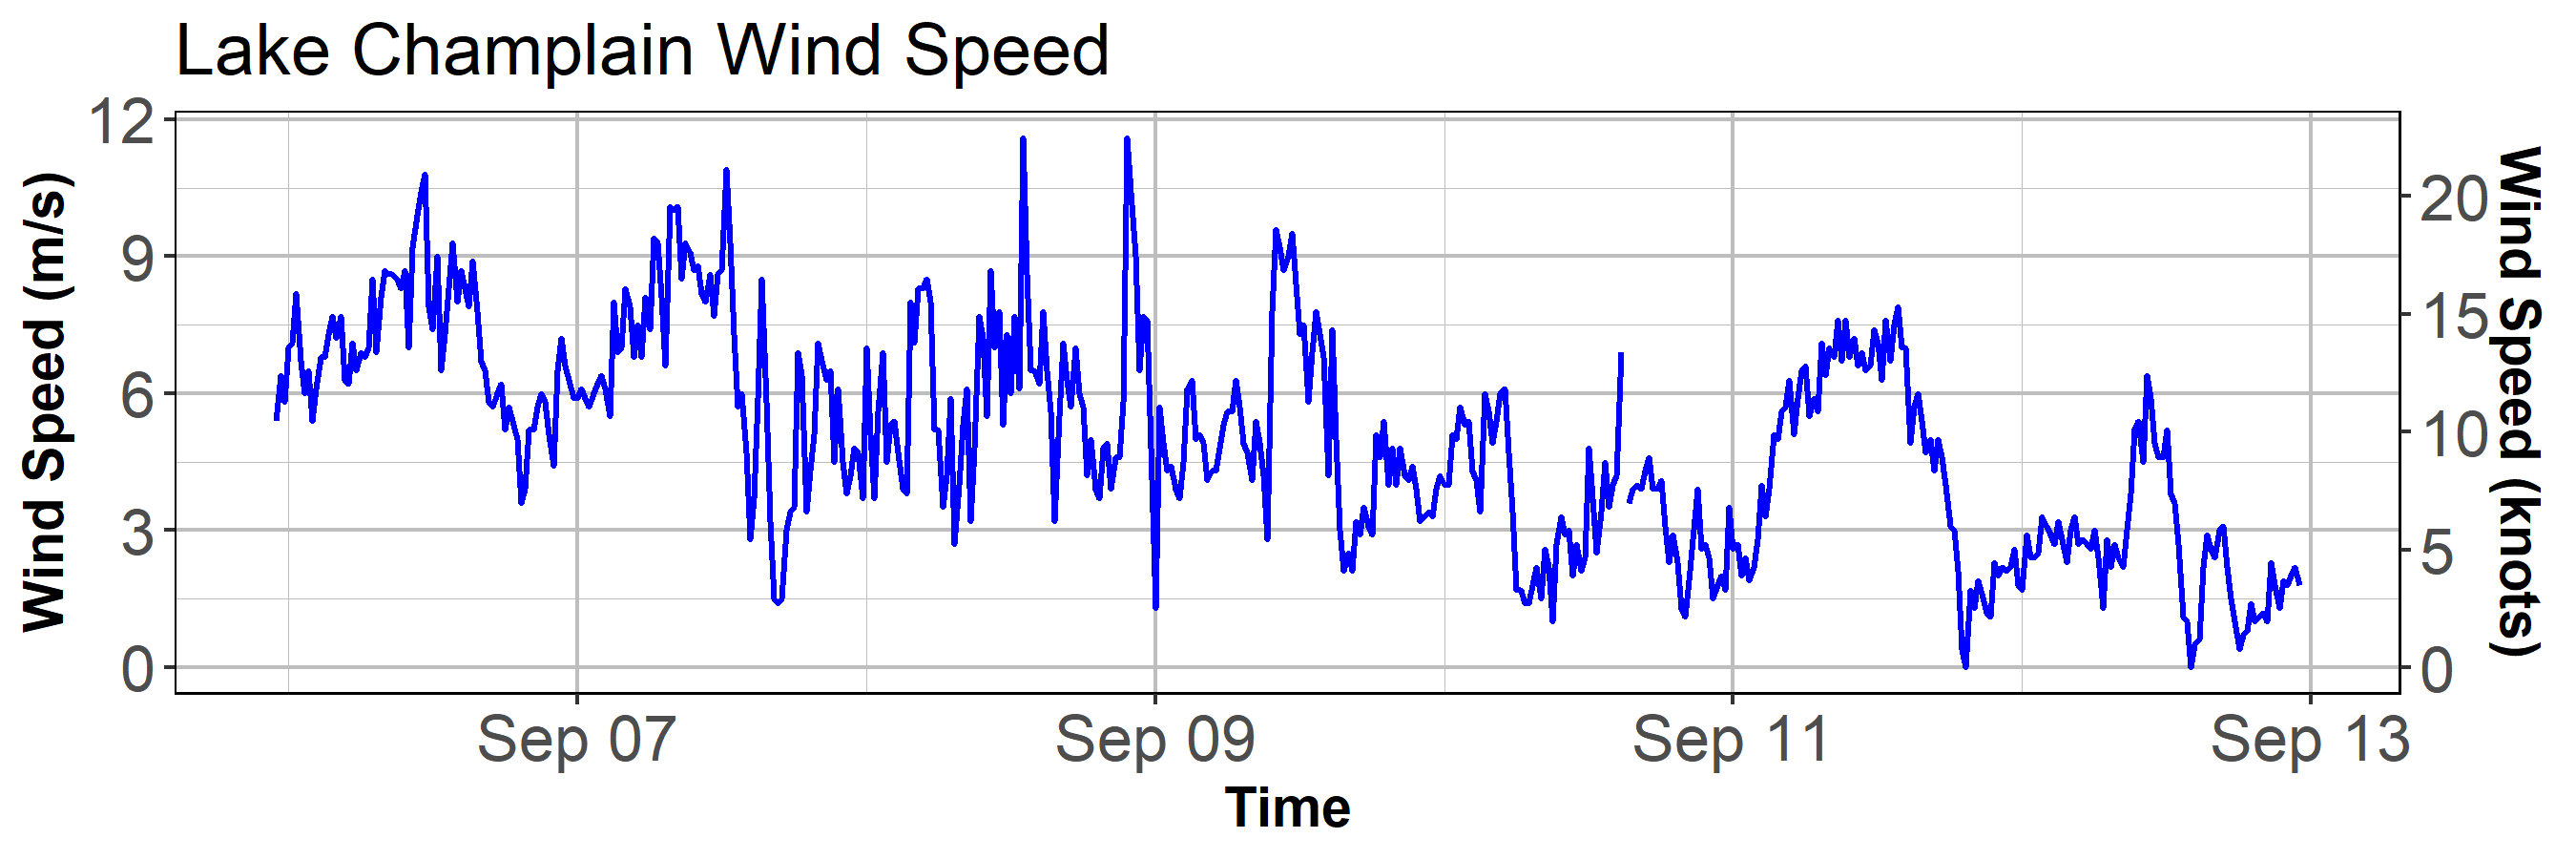 Lake Champlain Wind Speed
Wind Speed (m/s)
12
9
6
3
0
20
15
10
5
0
Wind Speed (knots)
Sep 07 Sep 09 Sep 11 Sep 13
Time